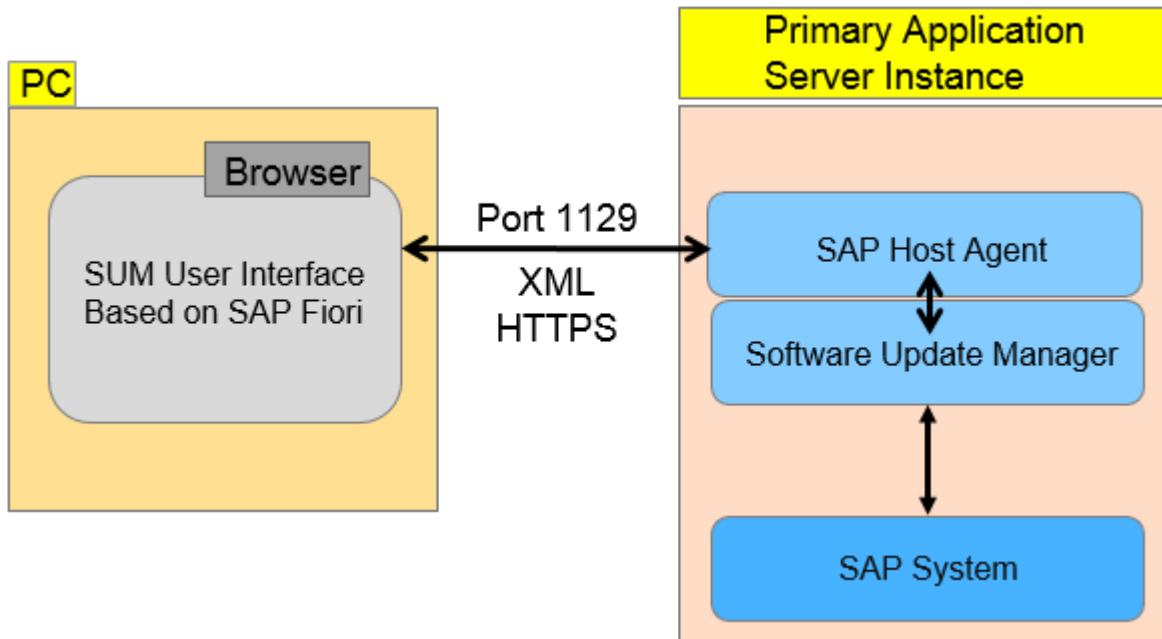 PC
Browser
SUM User Interface
Based on SAP Fiori
Port 1129
XML
HTTPS
Primary Application
Server Instance
SAP Host Agent
Software Update Manager
SAP System